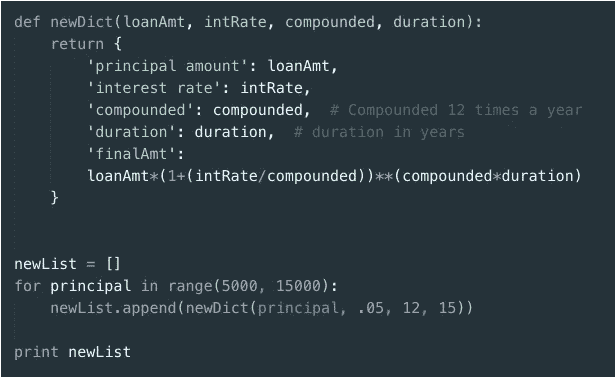 def newDict(loanAmt, intRate, compounded, duration):
    return {
        'principal amount': loanAmt,
        'interest rate': intRate,
        'compounded': compounded,  # Compounded 12 times a year
        'duration': duration,  # duration in years
        'finalAmt':
        loanAmt*(1+(intRate/compounded))**(compounded*duration)
    }
newList = []
for principal in range(5000, 15000):
    newList.append(newDict(principal, .05, 12, 15))
print newList